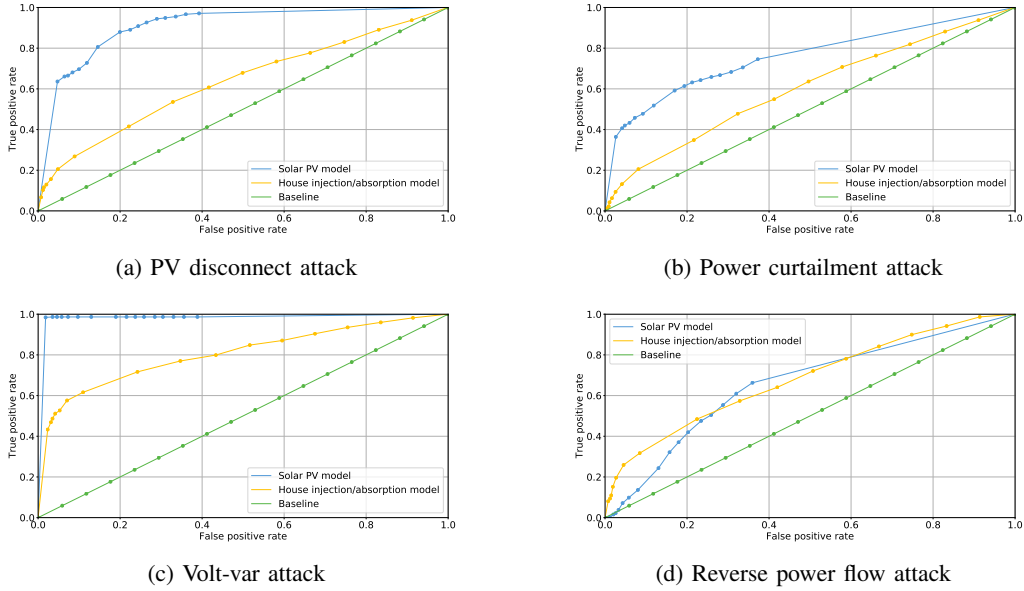 1.0
0.8
0.6
0.4
0.2
0.0
0.0 0.2 0.4 0.6 0.8 1.0
True positive rate
False positive rate
Solar PV model
House injection/absorption model
Baseline
(a) PV disconnect attack
1.0
0.8
0.6
0.4
0.2
0.0
0.0 0.2 0.4 0.6 0.8 1.0
True positive rate
False positive rate
Solar PV model
House injection/absorption model
Baseline
(b) Power curtailment attack
1.0
0.8
0.6
0.4
0.2
0.0
0.0 0.2 0.4 0.6 0.8 1.0
True positive rate
False positive rate
Solar PV model
House injection/absorption model
Baseline
(c) Volt-var attack
1.0
0.8
0.6
0.4
0.2
0.0
0.0 0.2 0.4 0.6 0.8 1.0
True positive rate
False positive rate
Solar PV model
House injection/absorption model
Baseline
(d) Reverse power flow attack